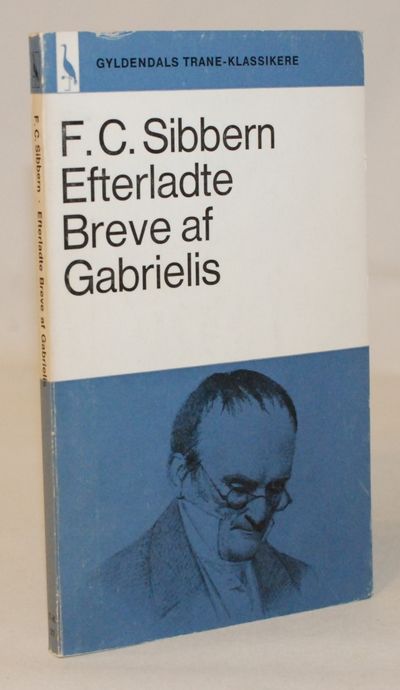 GYLDENDALS TRANE-KLASSIKERE
F. C. Sibbern
Efterladte
Breve af
Gabrielis
F. C. Sibbern · Efterladte Breve af Gabrielis